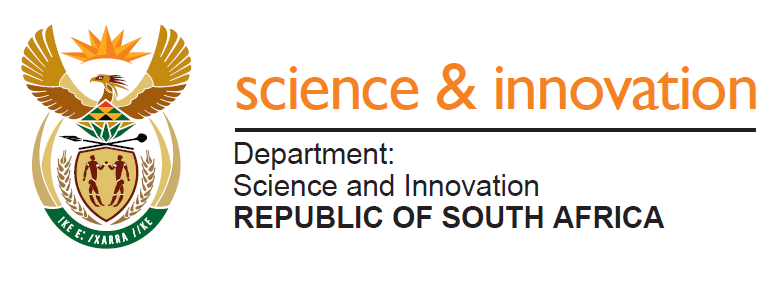 science & innovation
Department:
Science and Innovation
REPUBLIC OF SOUTH AFRICA
!KE E: /XARRA //KE